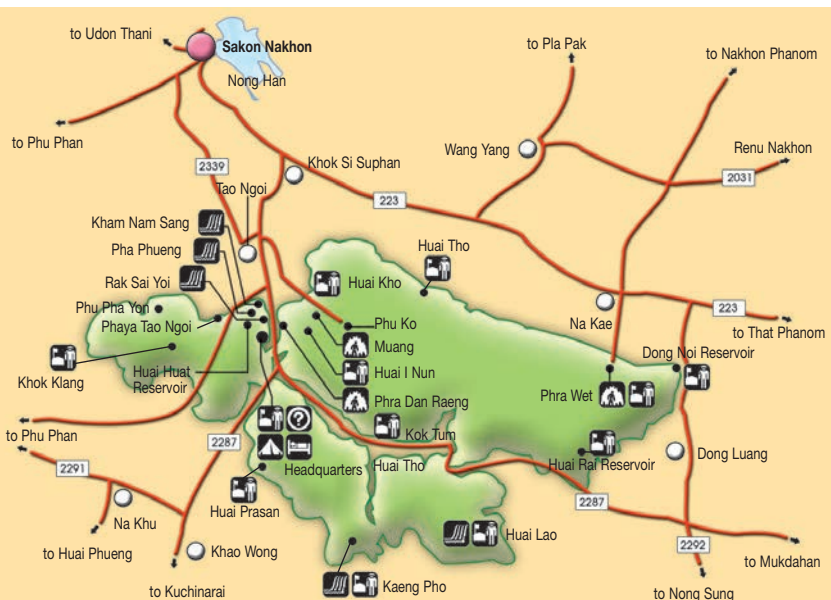 to Udon Thani
Sakon Nakhon
Nong Han
to Pla Pak
to Nakhon Phanom
to Phu Phan
2339
Khok Si Suphan
Wang Yang
Renu Nakhon
2031
Tao Ngoi
223
Kham Nam Sang
Pha Phueng
Rak Sai Yoi
Huai Tho
Huai Kho
Phu Pha Yon
Phaya Tao Ngoi
Phu Ko
Na Kae
223
to That Phanom
Muang
Khok Klang
Huai Huat
Reservoir
Huai I Nun
Dong Noi Reservoir
Phra Dan Raeng
Phra Wet
to Phu Phan
2287
Kok Tum
2291
Headquarters
Huai Tho
Huai Rai Reservoir
Dong Luang
Na Khu
Huai Prasan
2287
to Huai Phueng
Khao Wong
Huai Lao
2292
to Mukdahan
to Kuchinarai
Kaeng Pho
to Nong Sung